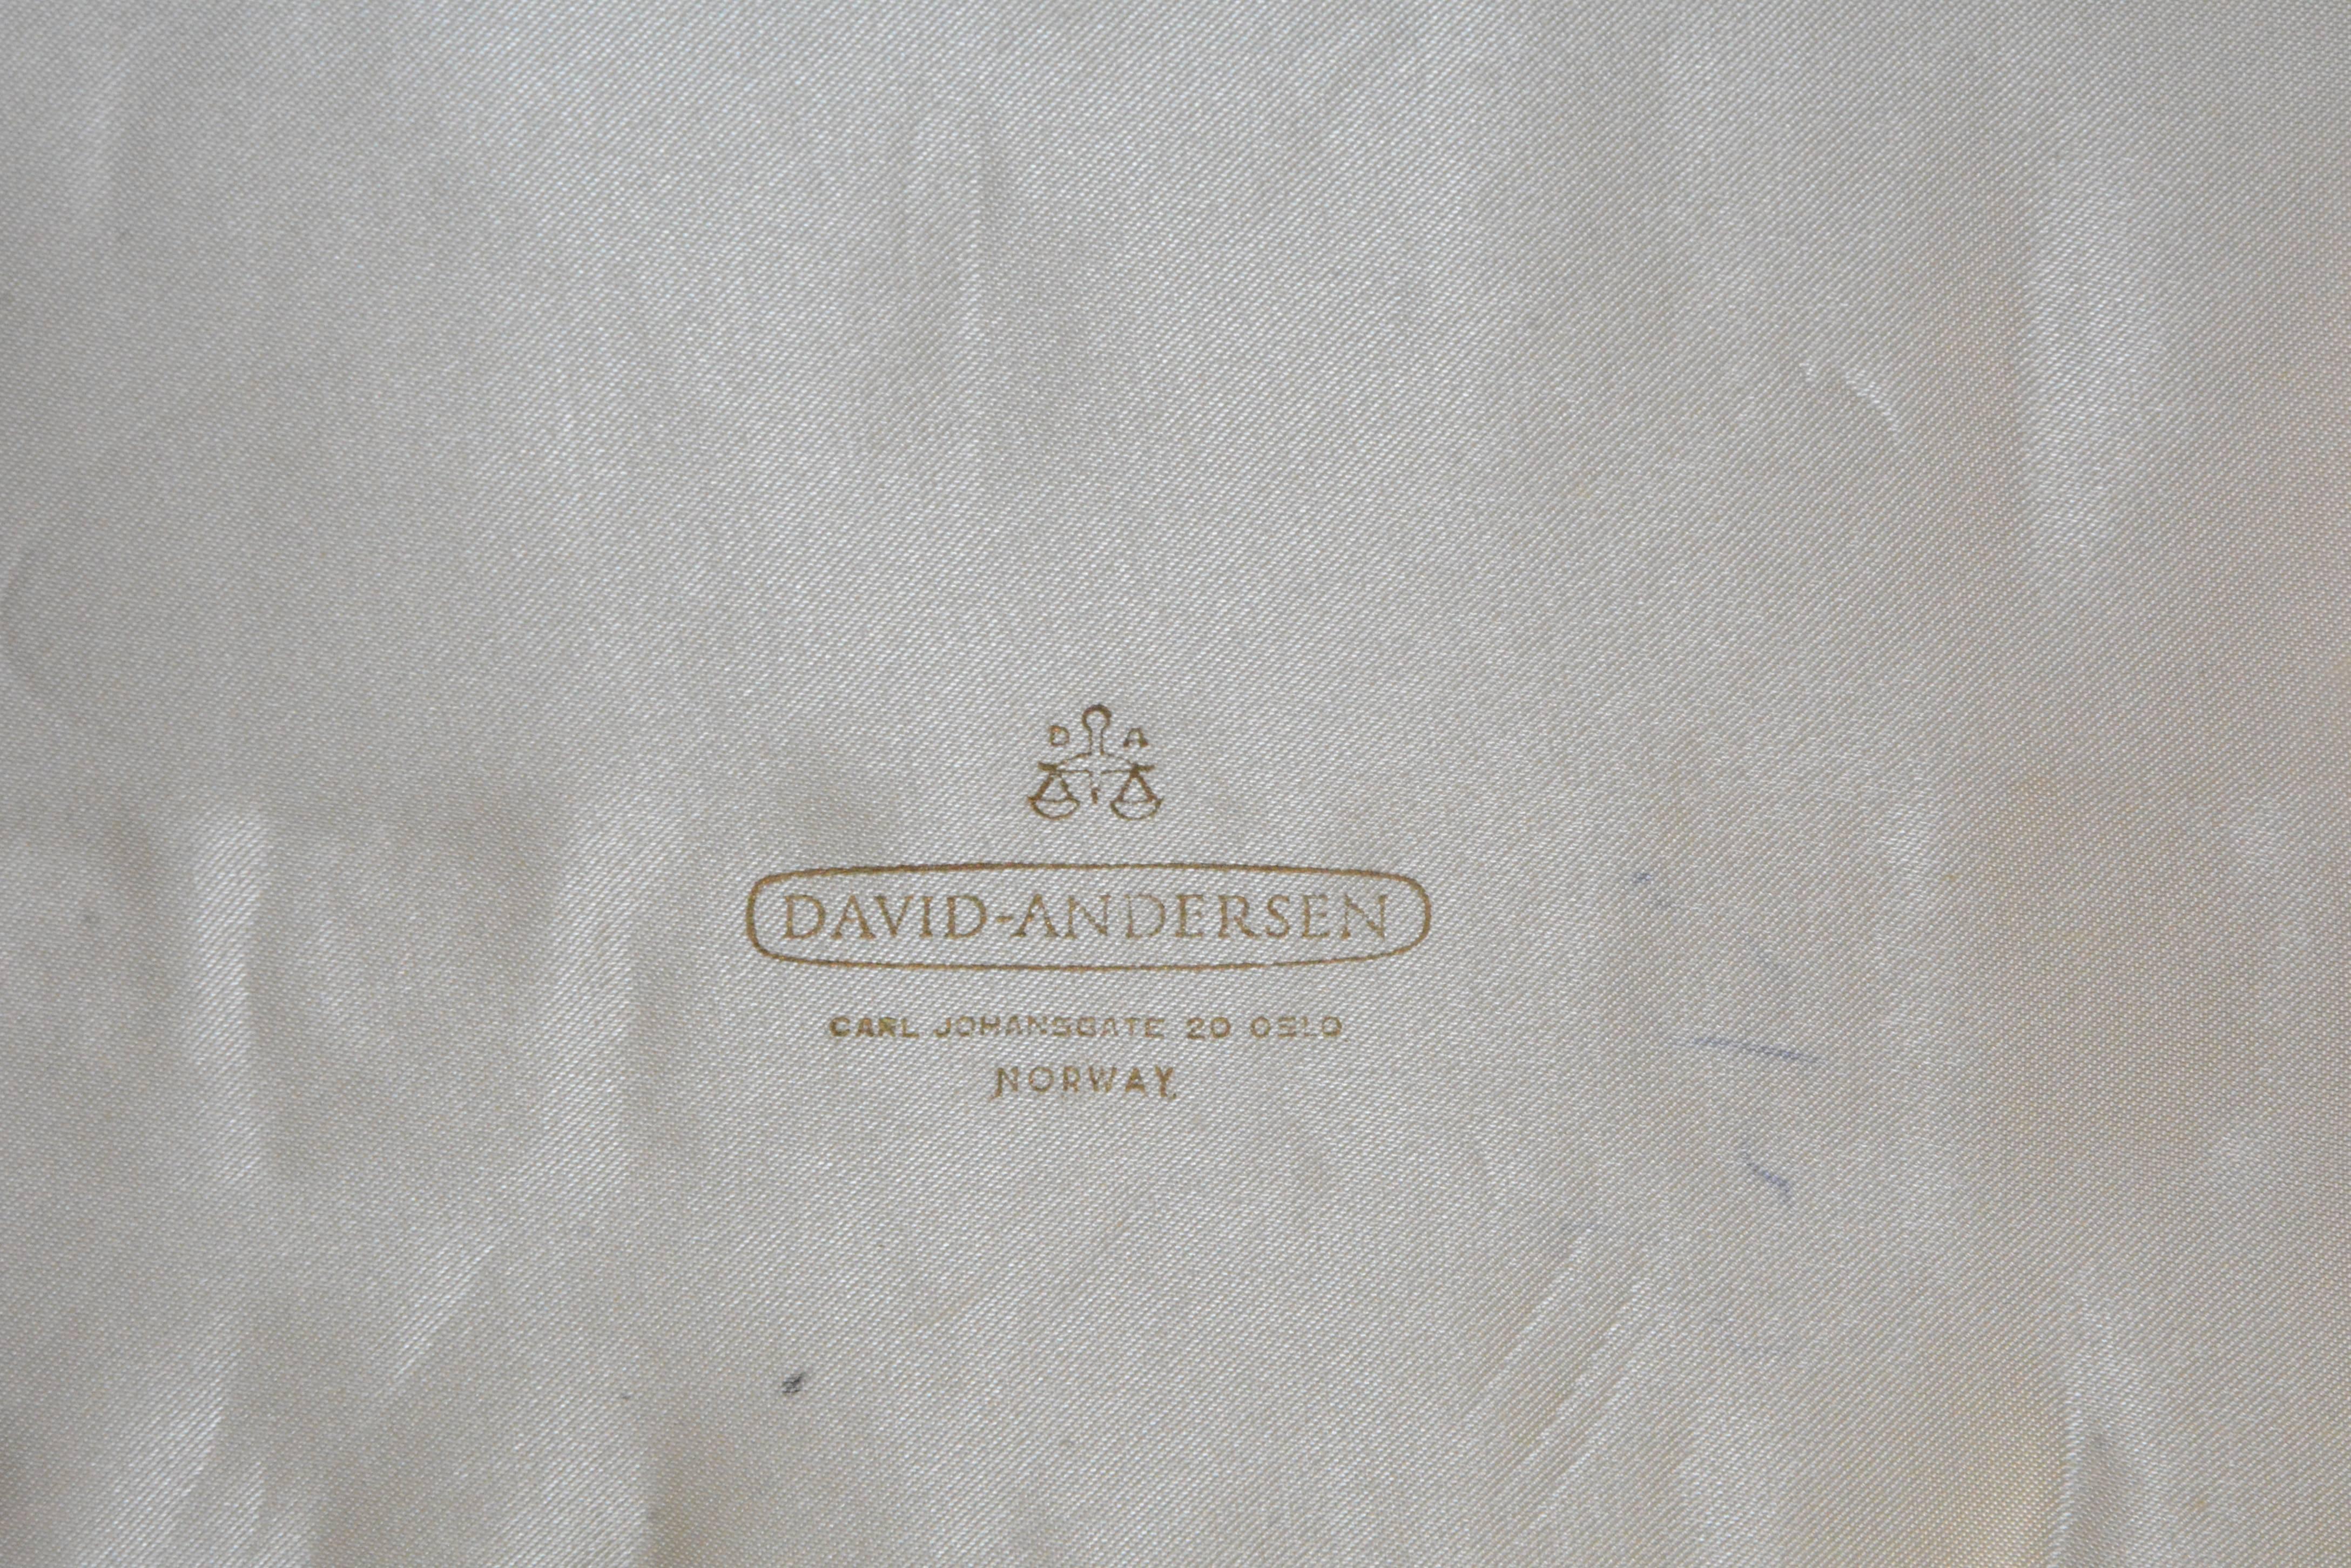 D A
DAVID-ANDERSEN
CARL JOHANSGATE 20 OSLO
NORWAY